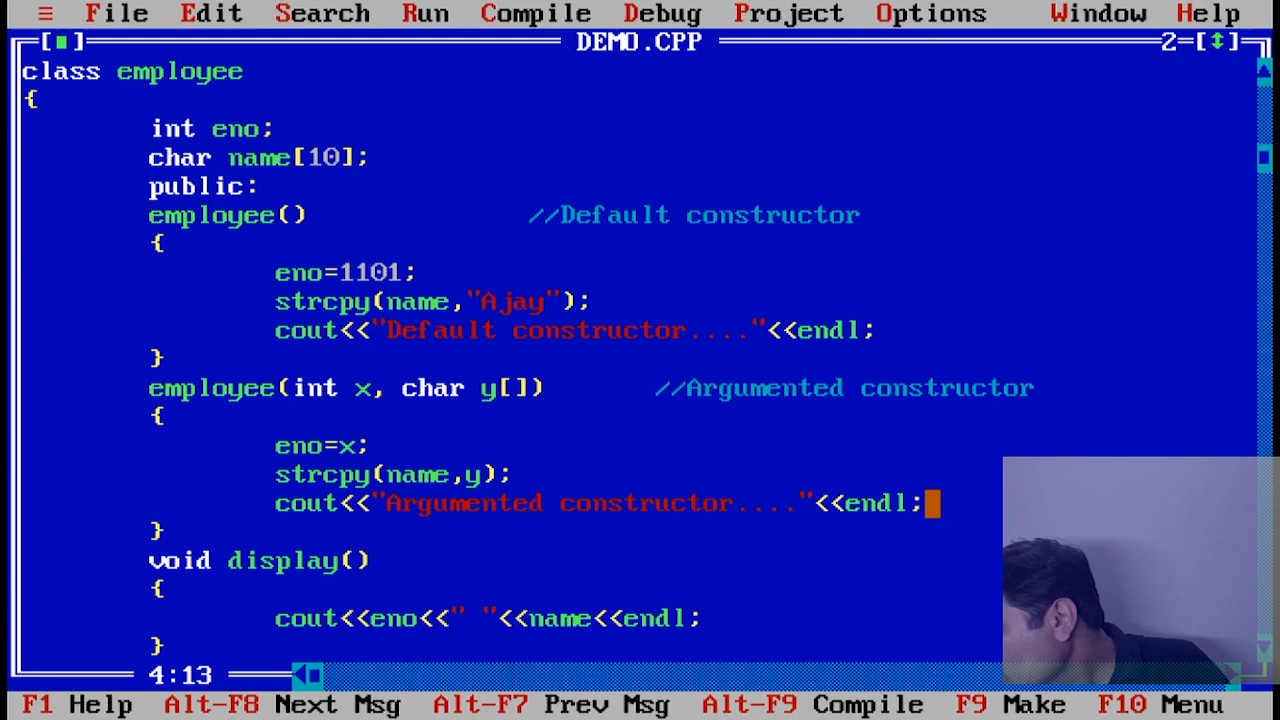 ≡ File Edit Search Run Compile Debug Project Options Window Help
[■] DEMO.CPP 2=[↕]
class employee
{
int eno;
char name[10];
public:
employee() //Default constructor
{
eno=1101;
strcpy(name,"Ajay");
cout<<"Default constructor...."<<endl;
}
employee(int x, char y[]) //Argumented constructor
{
eno=x;
strcpy(name,y);
cout<<"Argumented constructor...."<<endl;
}
void display()
{
cout<<eno<<" "<<name<<endl;
}
4:13
F1 Help Alt-F8 Next Msg Alt-F7 Prev Msg Alt-F9 Compile F9 Make F10 Menu